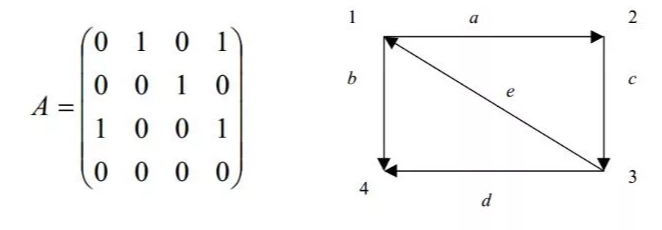 A = (0 1 0 1
0 0 1 0
1 0 0 1
0 0 0 0)
1 a 2
b e c
4 d 3